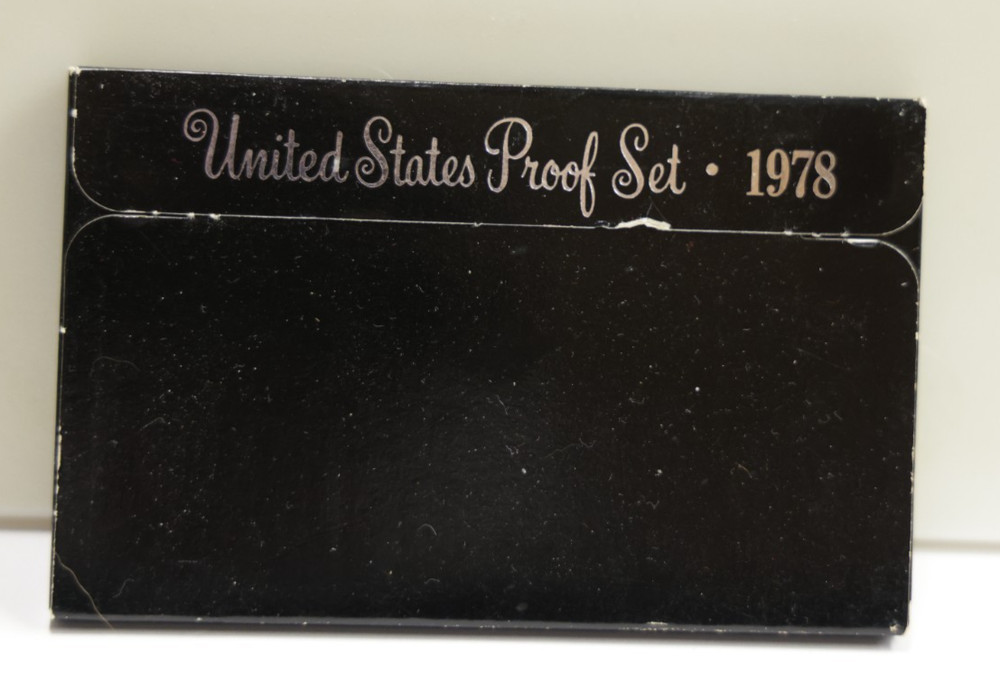 United States Proof Set • 1978